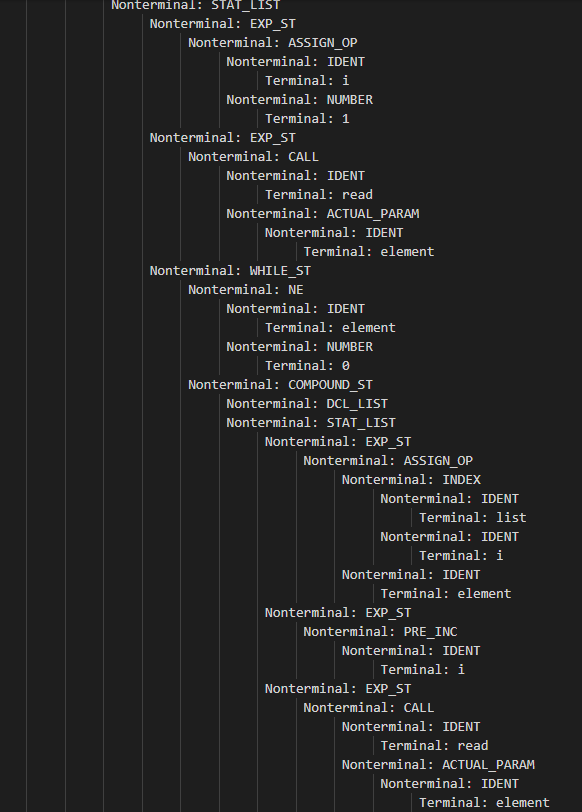 Nonterminal: STAT_LIST
Nonterminal: EXP_ST
Nonterminal: ASSIGN_OP
Nonterminal: IDENT
Terminal: i
Nonterminal: NUMBER
Terminal: 1
Nonterminal: EXP_ST
Nonterminal: CALL
Nonterminal: IDENT
Terminal: read
Nonterminal: ACTUAL_PARAM
Nonterminal: IDENT
Terminal: element
Nonterminal: WHILE_ST
Nonterminal: NE
Nonterminal: IDENT
Terminal: element
Nonterminal: NUMBER
Terminal: 0
Nonterminal: COMPOUND_ST
Nonterminal: DCL_LIST
Nonterminal: STAT_LIST
Nonterminal: EXP_ST
Nonterminal: ASSIGN_OP
Nonterminal: INDEX
Nonterminal: IDENT
Terminal: list
Nonterminal: IDENT
Terminal: i
Nonterminal: IDENT
Terminal: element
Nonterminal: EXP_ST
Nonterminal: PRE_INC
Nonterminal: IDENT
Terminal: i
Nonterminal: EXP_ST
Nonterminal: CALL
Nonterminal: IDENT
Terminal: read
Nonterminal: ACTUAL_PARAM
Nonterminal: IDENT
Terminal: element